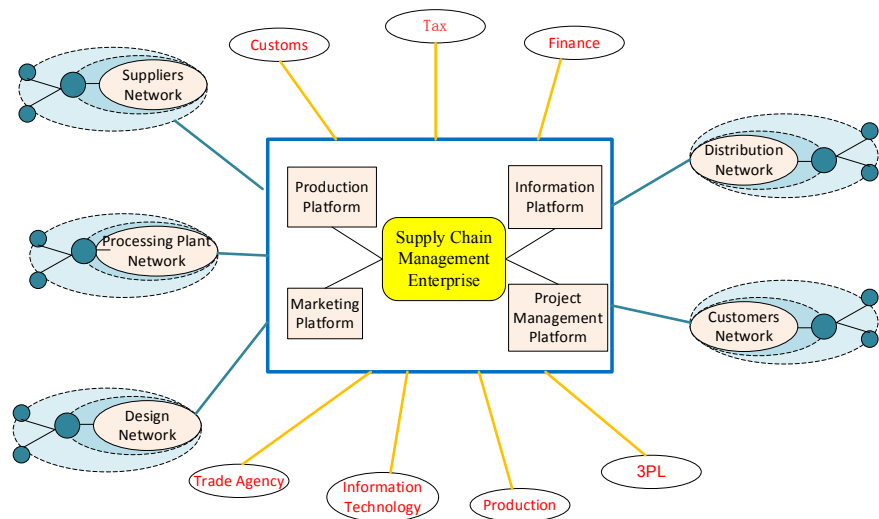 Customs
Tax
Finance
Suppliers
Network
Distribution
Network
Production
Platform
Information
Platform
Supply Chain
Management
Enterprise
Processing Plant
Network
Marketing
Platform
Project
Management
Platform
Customers
Network
Design
Network
Trade Agency
Information
Technology
Production
3PL